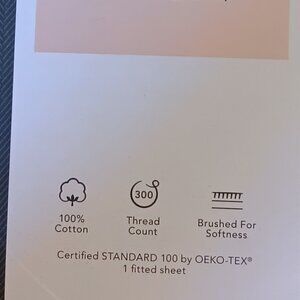 100%
Cotton
300
Thread
Count
Brushed For
Softness
Certified STANDARD 100 by OEKO-TEX®
1 fitted sheet